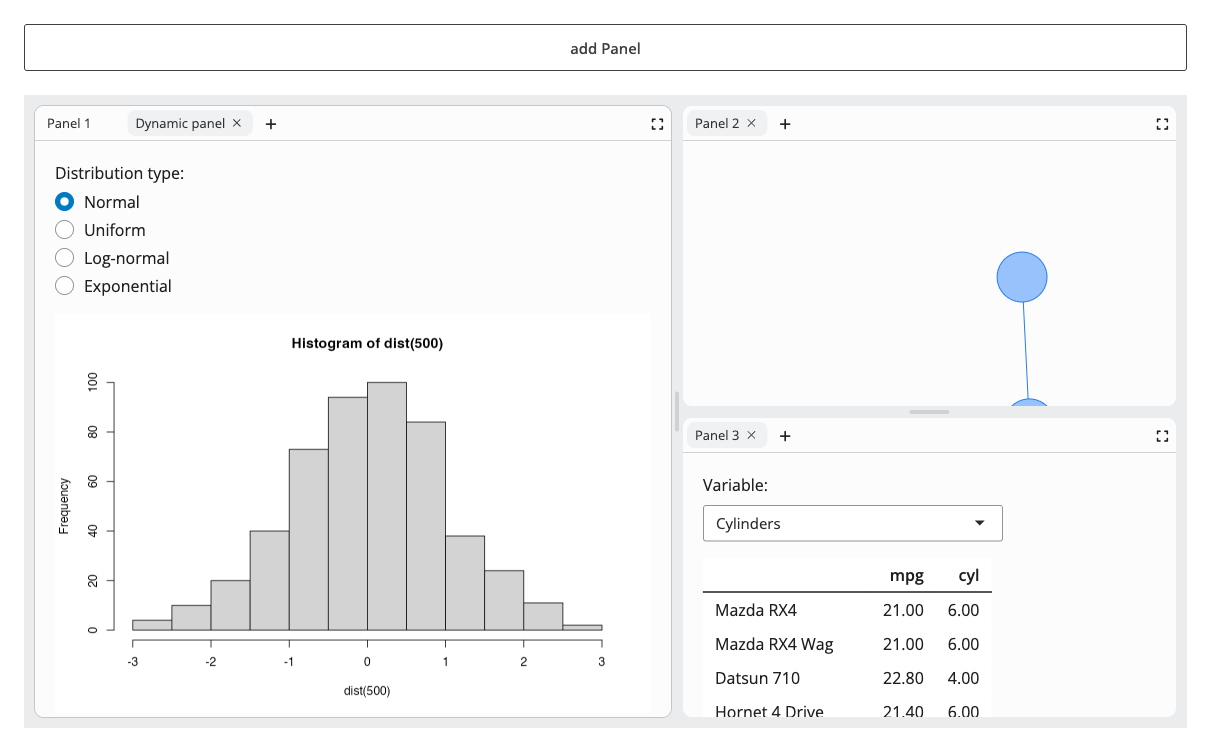 add Panel
Panel 1 Dynamic panel × +
Distribution type:
Normal
Uniform
Log-normal
Exponential
Histogram of dist(500)
Frequency
100
80
60
40
20
0
-3 -2 -1 0 1 2 3
dist(500)
Panel 2 × +
Panel 3 × +
Variable:
Cylinders
mpg cyl
Mazda RX4 21.00 6.00
Mazda RX4 Wag 21.00 6.00
Datsun 710 22.80 4.00
Hornet 4 Drive 21.40 6.00